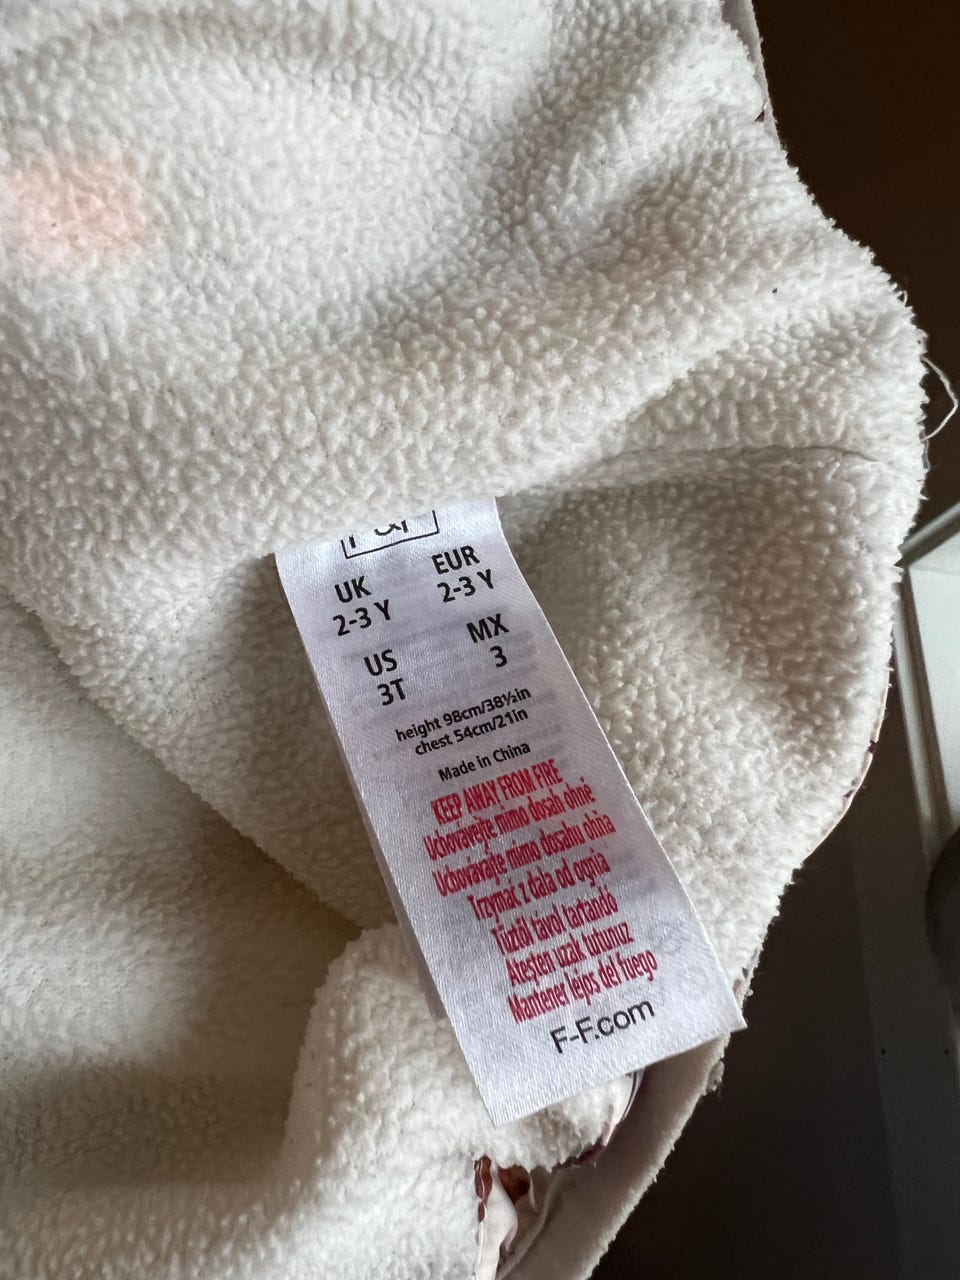 F&F
UK EUR
2-3 Y 2-3 Y
US MX
3T 3
height 98cm/38½in
chest 54cm/21in
Made in China
KEEP AWAY FROM FIRE
Uchovávejte mimo dosah ohně
Uchovávajte mimo dosahu ohňa
Trzymać z dala od ognia
Tűztől távol tartandó
Ateşten uzak tutunuz
Mantener lejos del fuego
F-F.com